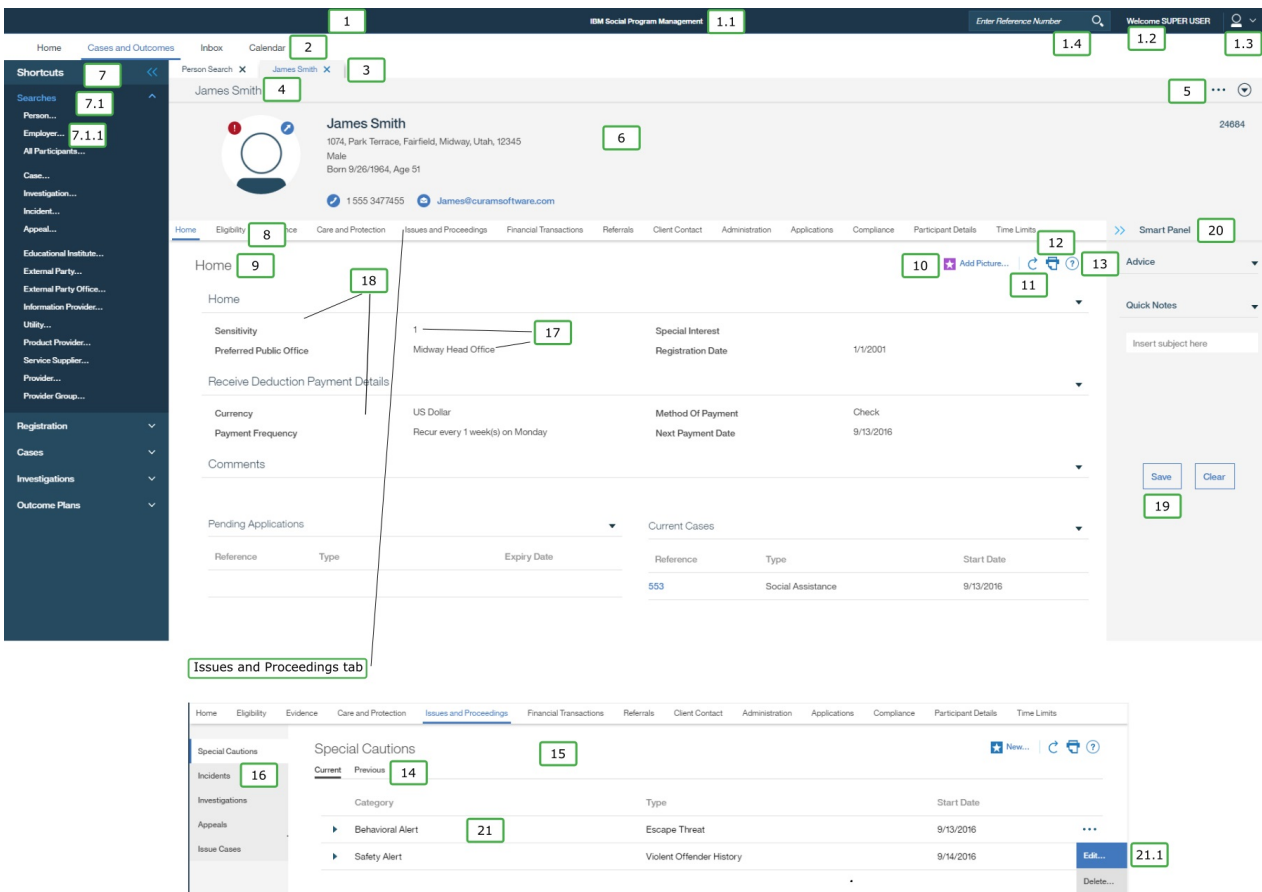 1
IBM Social Program Management
1.1
Enter Reference Number
1.4
Welcome SUPER USER
1.2
1.3
Home Cases and Outcomes Inbox Calendar 2
Shortcuts 7
Person Search X James Smith X 3
James Smith 4
5
Searches 7.1
Person...
Employer... 7.1.1
All Participants...
Case...
Investigation...
Incident...
Appeal...
Educational Institute...
External Party...
External Party Office...
Information Provider...
Utility...
Product Provider...
Service Supplier...
Provider...
Provider Group...
Registration
Cases
Investigations
Outcome Plans
James Smith
6
24684
1074, Park Terrace, Fairfield, Midway, Utah, 12345
Male
Born 9/26/1964, Age 51
1 555 3477455 James@curamsoftware.com
Home Eligibility 8 nce Care and Protection Issues and Proceedings Financial Transactions Referrals Client Contact Administration Applications Compliance Participant Details Time Limits
12
Smart Panel 20
Home 9
10 Add Picture... ? 13
11
Advice
18
Home
Quick Notes
Sensitivity 1 17 Special Interest
Preferred Public Office Midway Head Office Registration Date 1/1/2001
Insert subject here
Receive Deduction Payment Details
Currency US Dollar Method Of Payment Check
Payment Frequency Recur every 1 week(s) on Monday Next Payment Date 9/13/2016
Comments
Save Clear
19
Pending Applications
Reference Type Expiry Date
Current Cases
Reference Type Start Date
553 Social Assistance 9/13/2016
Issues and Proceedings tab
Home Eligibility Evidence Care and Protection Issues and Proceedings Financial Transactions Referrals Client Contact Administration Applications Compliance Participant Details Time Limits
Special Cautions
Incidents 16
Investigations
Appeals
Issue Cases
Special Cautions 15 New... ?
Current Previous 14
Category Type Start Date
Behavioral Alert 21 Escape Threat 9/13/2016
Safety Alert Violent Offender History 9/14/2016
Edit... 21.1
Delete...